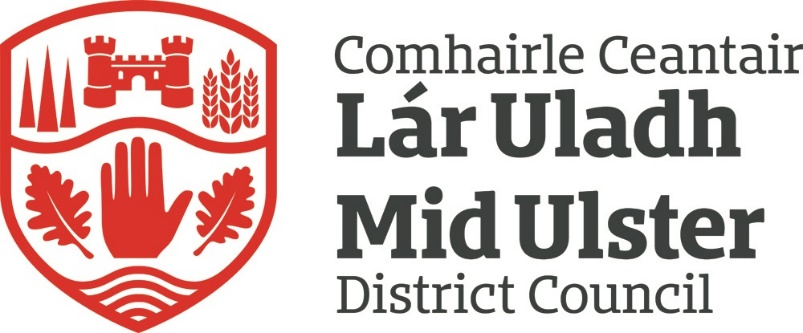 Comhairle Ceantair
Lár Uladh
Mid Ulster
District Council